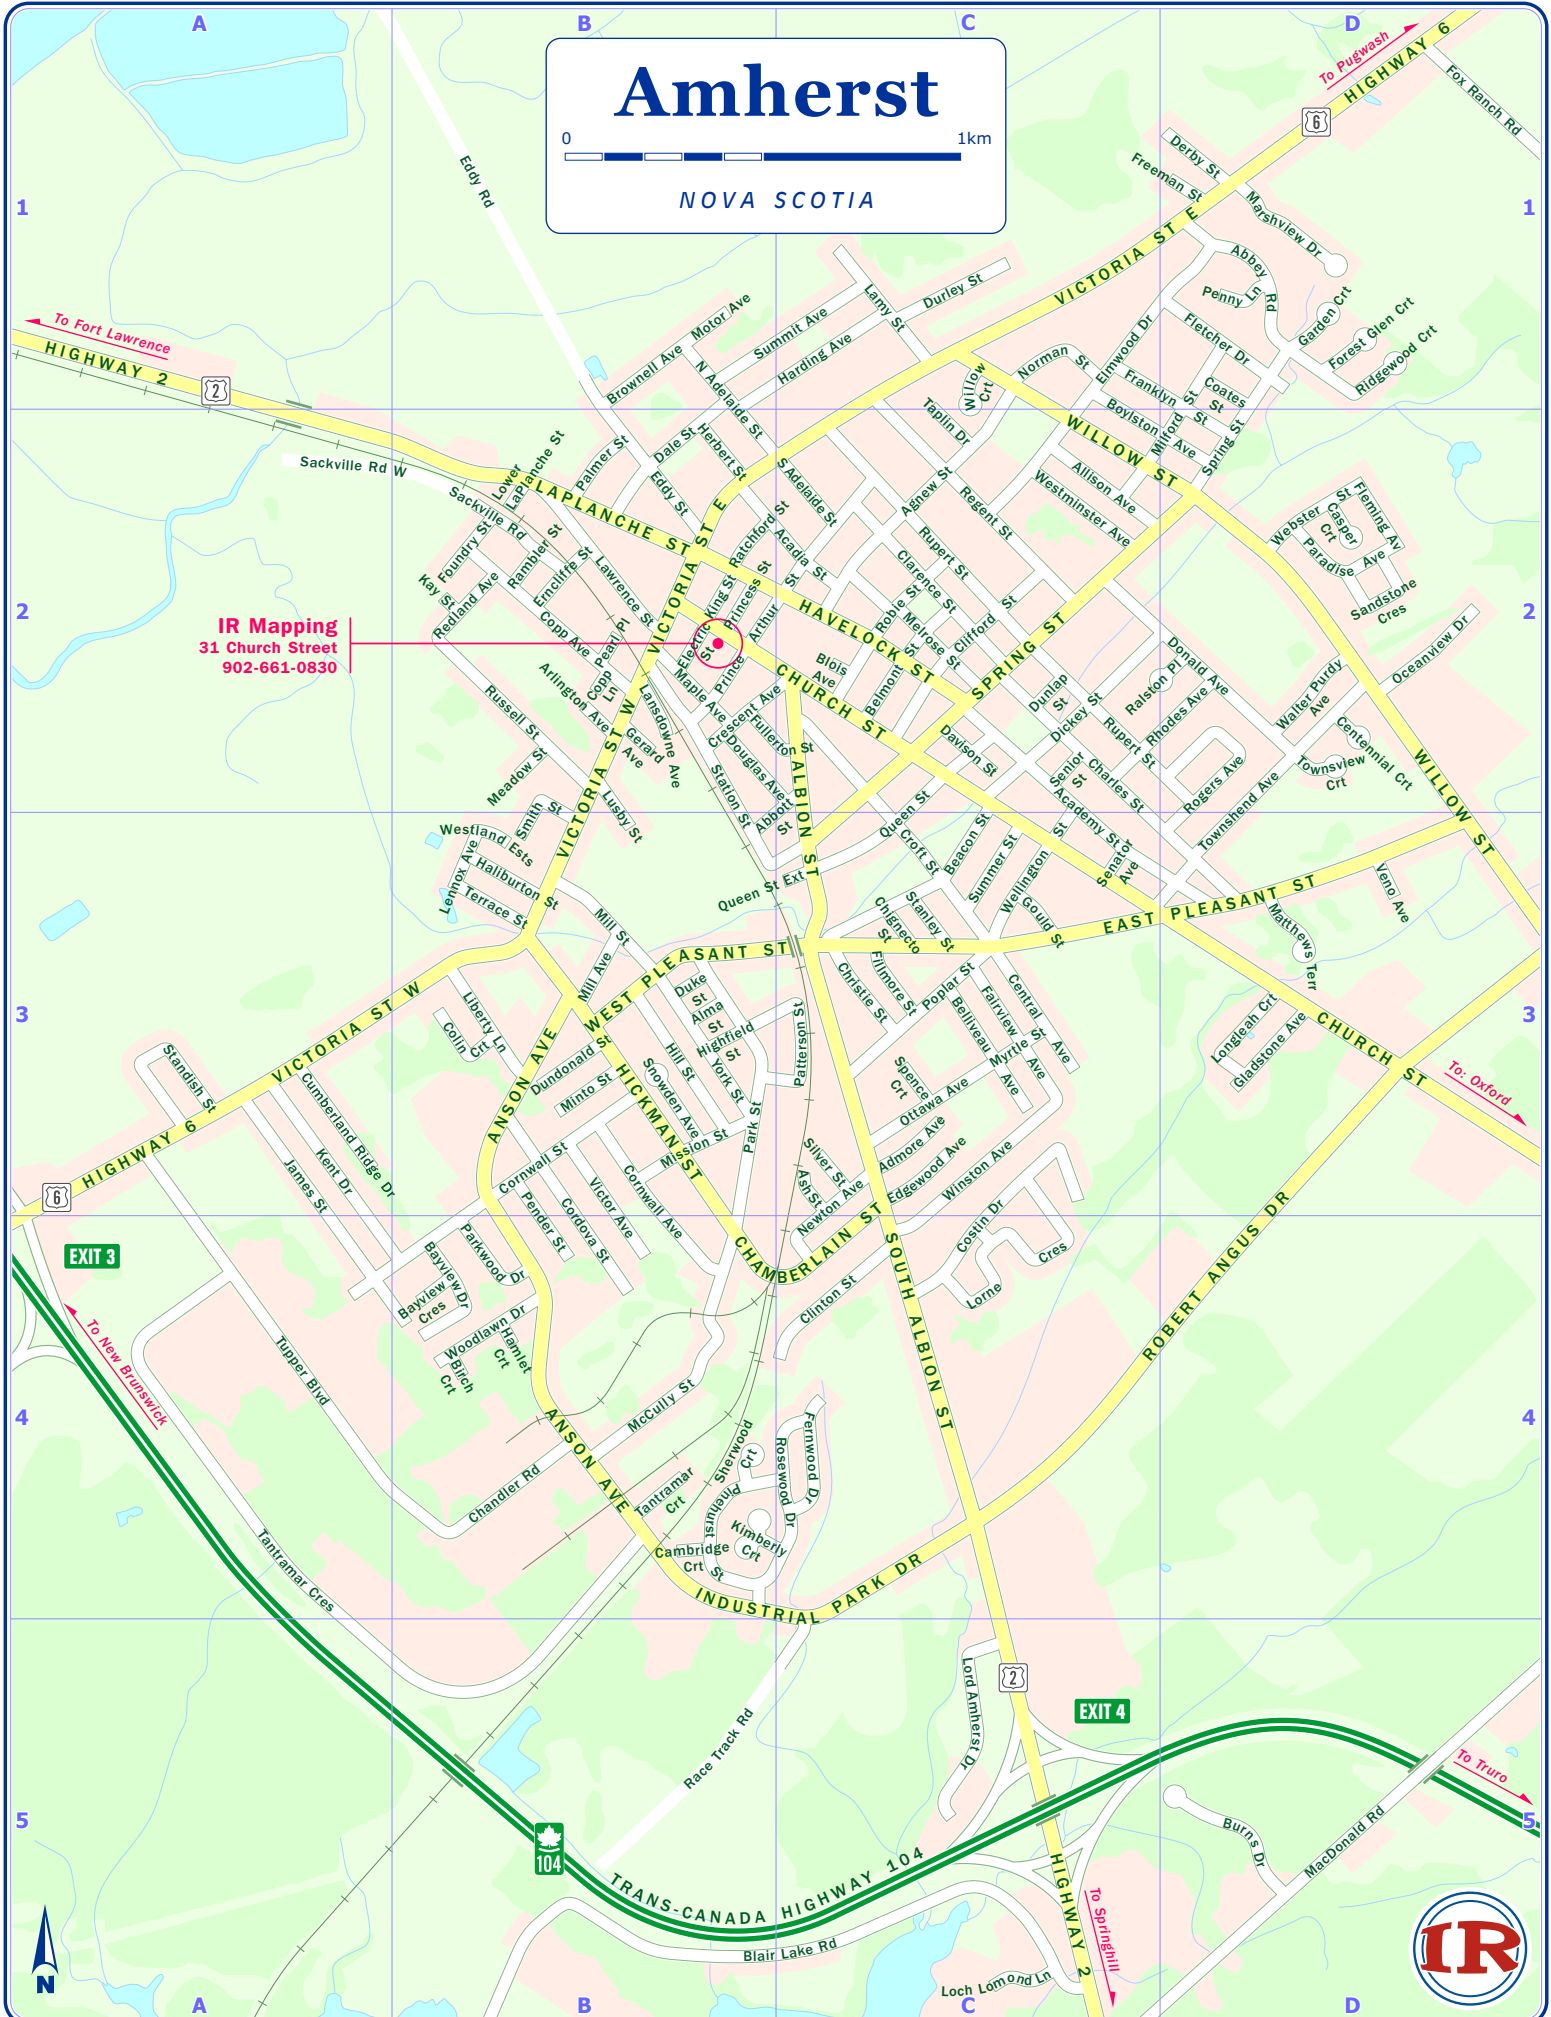 A
B
C
D
Amherst
0
1km
NOVA SCOTIA
To Pugwash
HIGHWAY 6
6
Fox Ranch Rd
Eddy Rd
1
1
Derby St
Freeman St
Marshview Dr
VICTORIA ST E
Abbey Rd
Penny Ln
Garden Crt
Forest Glen Crt
Ridgewood Crt
Fletcher Dr
Elmwood Dr
Lamy St
Durley St
Motor Ave
Summit Ave
Harding Ave
Brownell Ave
N Adelaide St
Norman St
Willow Crt
Franklyn St
Coates St
Boylston Ave
Milford St
Spring St
To Fort Lawrence
HIGHWAY 2
2
Sackville Rd W
Lower LaPlanche St
Palmer St
Dale St
Herbert St
Eddy St
LAPLANCHE ST
Sackville Rd
Taplin Dr
WILLOW ST
Allison Ave
Westminster Ave
Agnew St
Regent St
S Adelaide St
VICTORIA ST E
Ratchford St
Acadia St
Rupert St
Clarence St
Webster St
Fleming Av
Casper Crt
Paradise Ave
Sandstone Cres
Foundry St
Rambler St
Erncliffe St
Lawrence St
Kay St
Redland Ave
2
2
IR Mapping
31 Church Street
902-661-0830
King St
Princess St
Arthur St
Electric St
Prince
Maple Ave
Copp Ave
Pearl Pl
Copp Ln
Arlington Ave
Gerard Ave
Lansdowne Ave
Russell St
Meadow St
HAVELOCK ST
Robie St
Melrose St
Clifford St
SPRING ST
Blois Ave
Belmont St
CHURCH ST
Crescent Ave
Fullerton St
Douglas Ave
Station St
Abbott St
ALBION ST
VICTORIA ST W
Davison St
Dunlap St
Dickey St
Donald Ave
Ralston Pl
Rhodes Ave
Rupert St
Walter Purdy Ave
Oceanview Dr
Centennial Crt
Townsview Crt
Townshend Ave
Rogers Ave
Charles St
Senior St
Academy St
Senator Ave
WILLOW ST
Queen St
Queen St Ext
Croft St
Beacon St
Summer St
Wellington St
Gould St
Lusby St
Smith St
Westland Ests
Lennox Ave
Haliburton St
Terrace St
VICTORIA ST W
Mill St
Mill Ave
WEST PLEASANT ST
EAST PLEASANT ST
Veno Ave
Matthews Terr
Chignecto St
Stanley St
Fillmore St
Christie St
Poplar St
Central Ave
Fairview Ave
Belliveau Ave
Myrtle St
3
3
Longleah Crt
Gladstone Ave
CHURCH ST
To: Oxford
Duke St
Alma St
Highfield St
York St
Hill St
Patterson St
Park St
Snowden Ave
Mission St
HICKMAN ST
Dundonald St
Minto St
ANSON AVE
Liberty Ln
Colin Crt
VICTORIA ST W
Standish St
HIGHWAY 6
6
Cumberland Ridge Dr
Kent Dr
James St
Spence Crt
Ottawa Ave
Admore Ave
Edgewood Ave
Winston Ave
Silver St
Ash St
Newton Ave
Cornwall St
Cornwall Ave
Victor Ave
Cordova St
Pender St
Parkwood Dr
Bayview Dr
Bayview Cres
Woodlawn Dr
Hamlet Crt
Birch Crt
CHAMBERLAIN ST
Clinton St
SOUTH ALBION ST
Costin Dr
Cres
Lorne
ROBERT ANGUS DR
EXIT 3
To New Brunswick
Tupper Blvd
4
4
McCully St
Chandler Rd
ANSON AVE
Tantramar Crt
Tantramar Cres
Sherwood Crt
Pinehurst St
Rosewood Dr
Fernwood Dr
Kimberly Crt
Cambridge Crt
INDUSTRIAL PARK DR
Race Track Rd
Lord Amherst Dr
2
EXIT 4
To Truro
5
5
Burns Dr
MacDonald Rd
104
TRANS-CANADA HIGHWAY 104
Blair Lake Rd
HIGHWAY 2
To Springhill
Loch Lomond Ln
N
IR
A
B
C
D